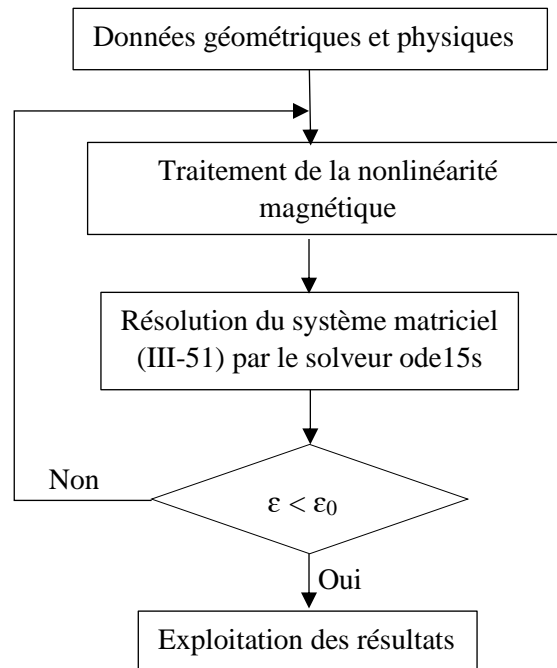 Données géométriques et physiques
Traitement de la nonlinéarité
magnétique
Résolution du système matriciel
(III-51) par le solveur ode15s
Non
ε < ε₀
Oui
Exploitation des résultats